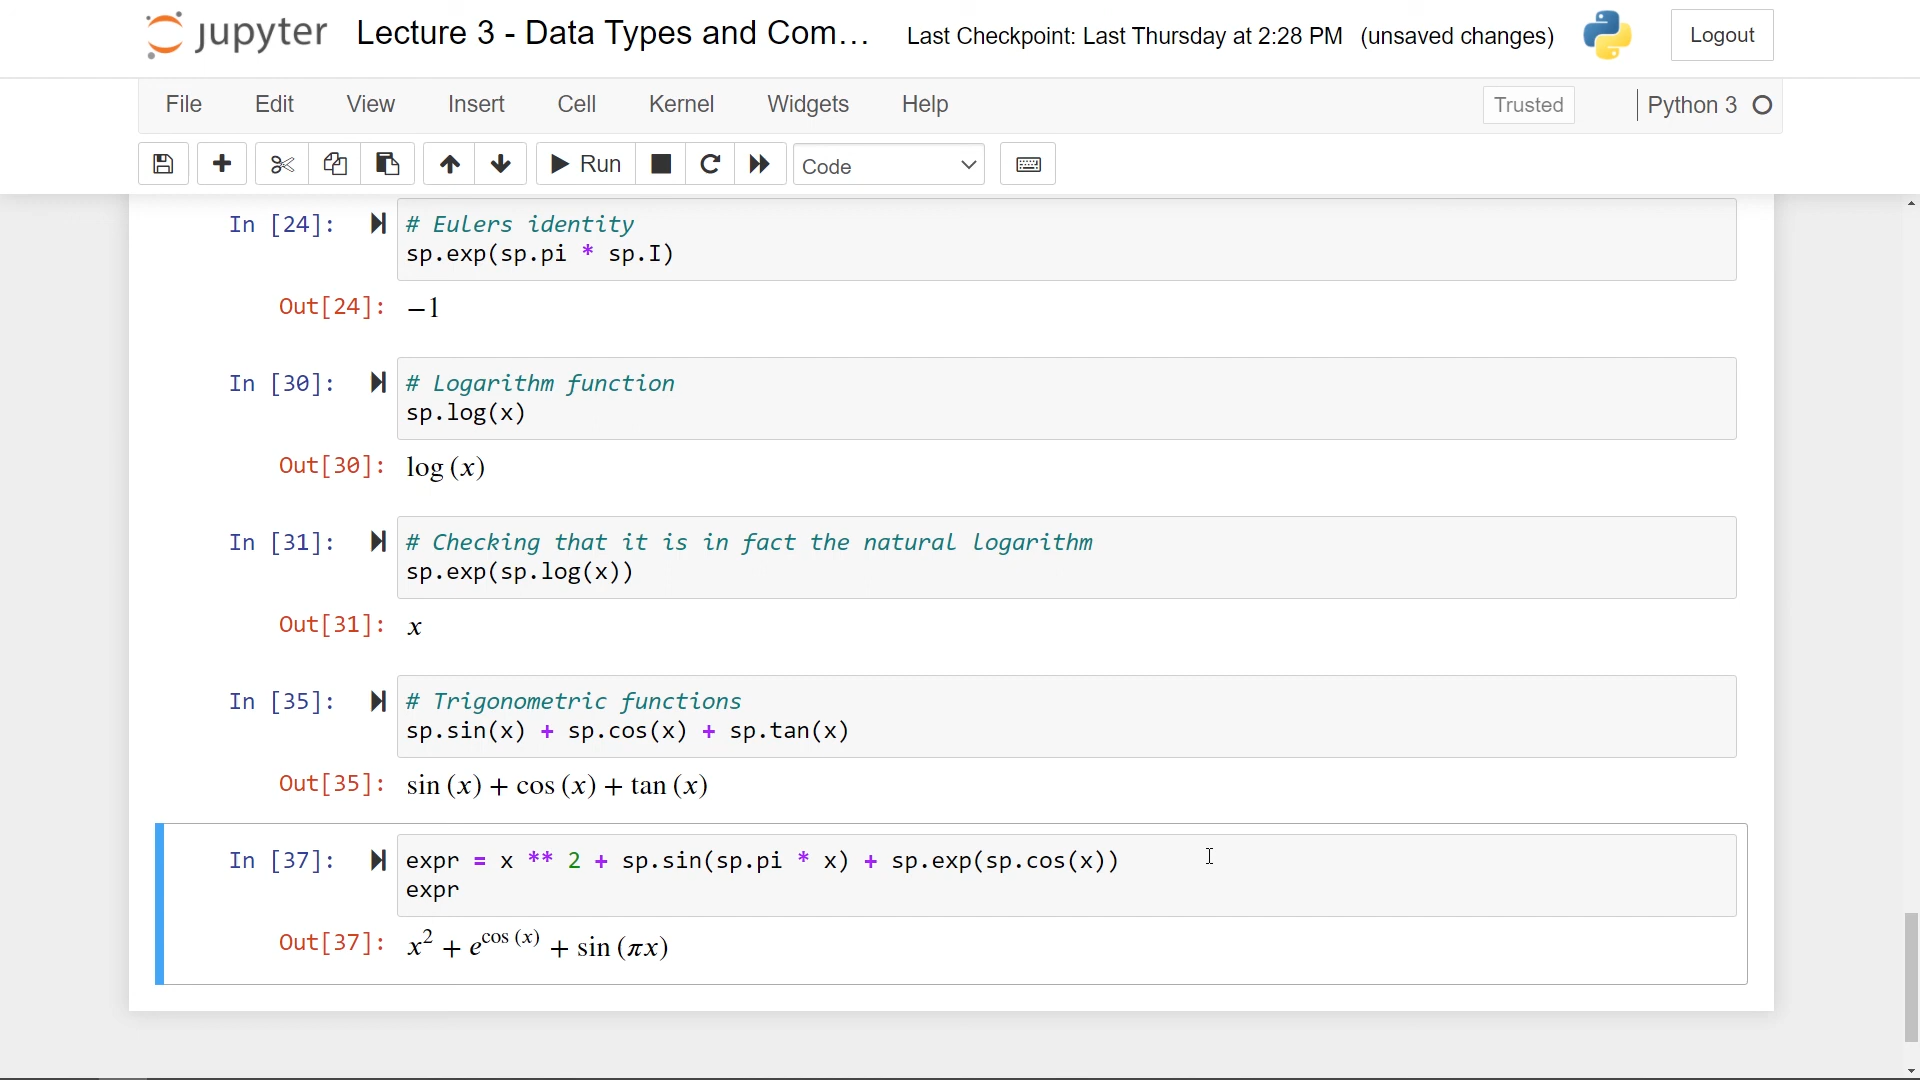 jupyter Lecture 3 - Data Types and Com... Last Checkpoint: Last Thursday at 2:28 PM (unsaved changes) Logout
File Edit View Insert Cell Kernel Widgets Help Trusted Python 3
Run Code
In [24]: # Eulers identity
sp.exp(sp.pi * sp.I)
Out[24]: −1
In [30]: # Logarithm function
sp.log(x)
Out[30]: log (x)
In [31]: # Checking that it is in fact the natural logarithm
sp.exp(sp.log(x))
Out[31]: x
In [35]: # Trigonometric functions
sp.sin(x) + sp.cos(x) + sp.tan(x)
Out[35]: sin (x) + cos (x) + tan (x)
In [37]: expr = x ** 2 + sp.sin(sp.pi * x) + sp.exp(sp.cos(x))
expr
Out[37]: x² + e^cos (x) + sin (πx)